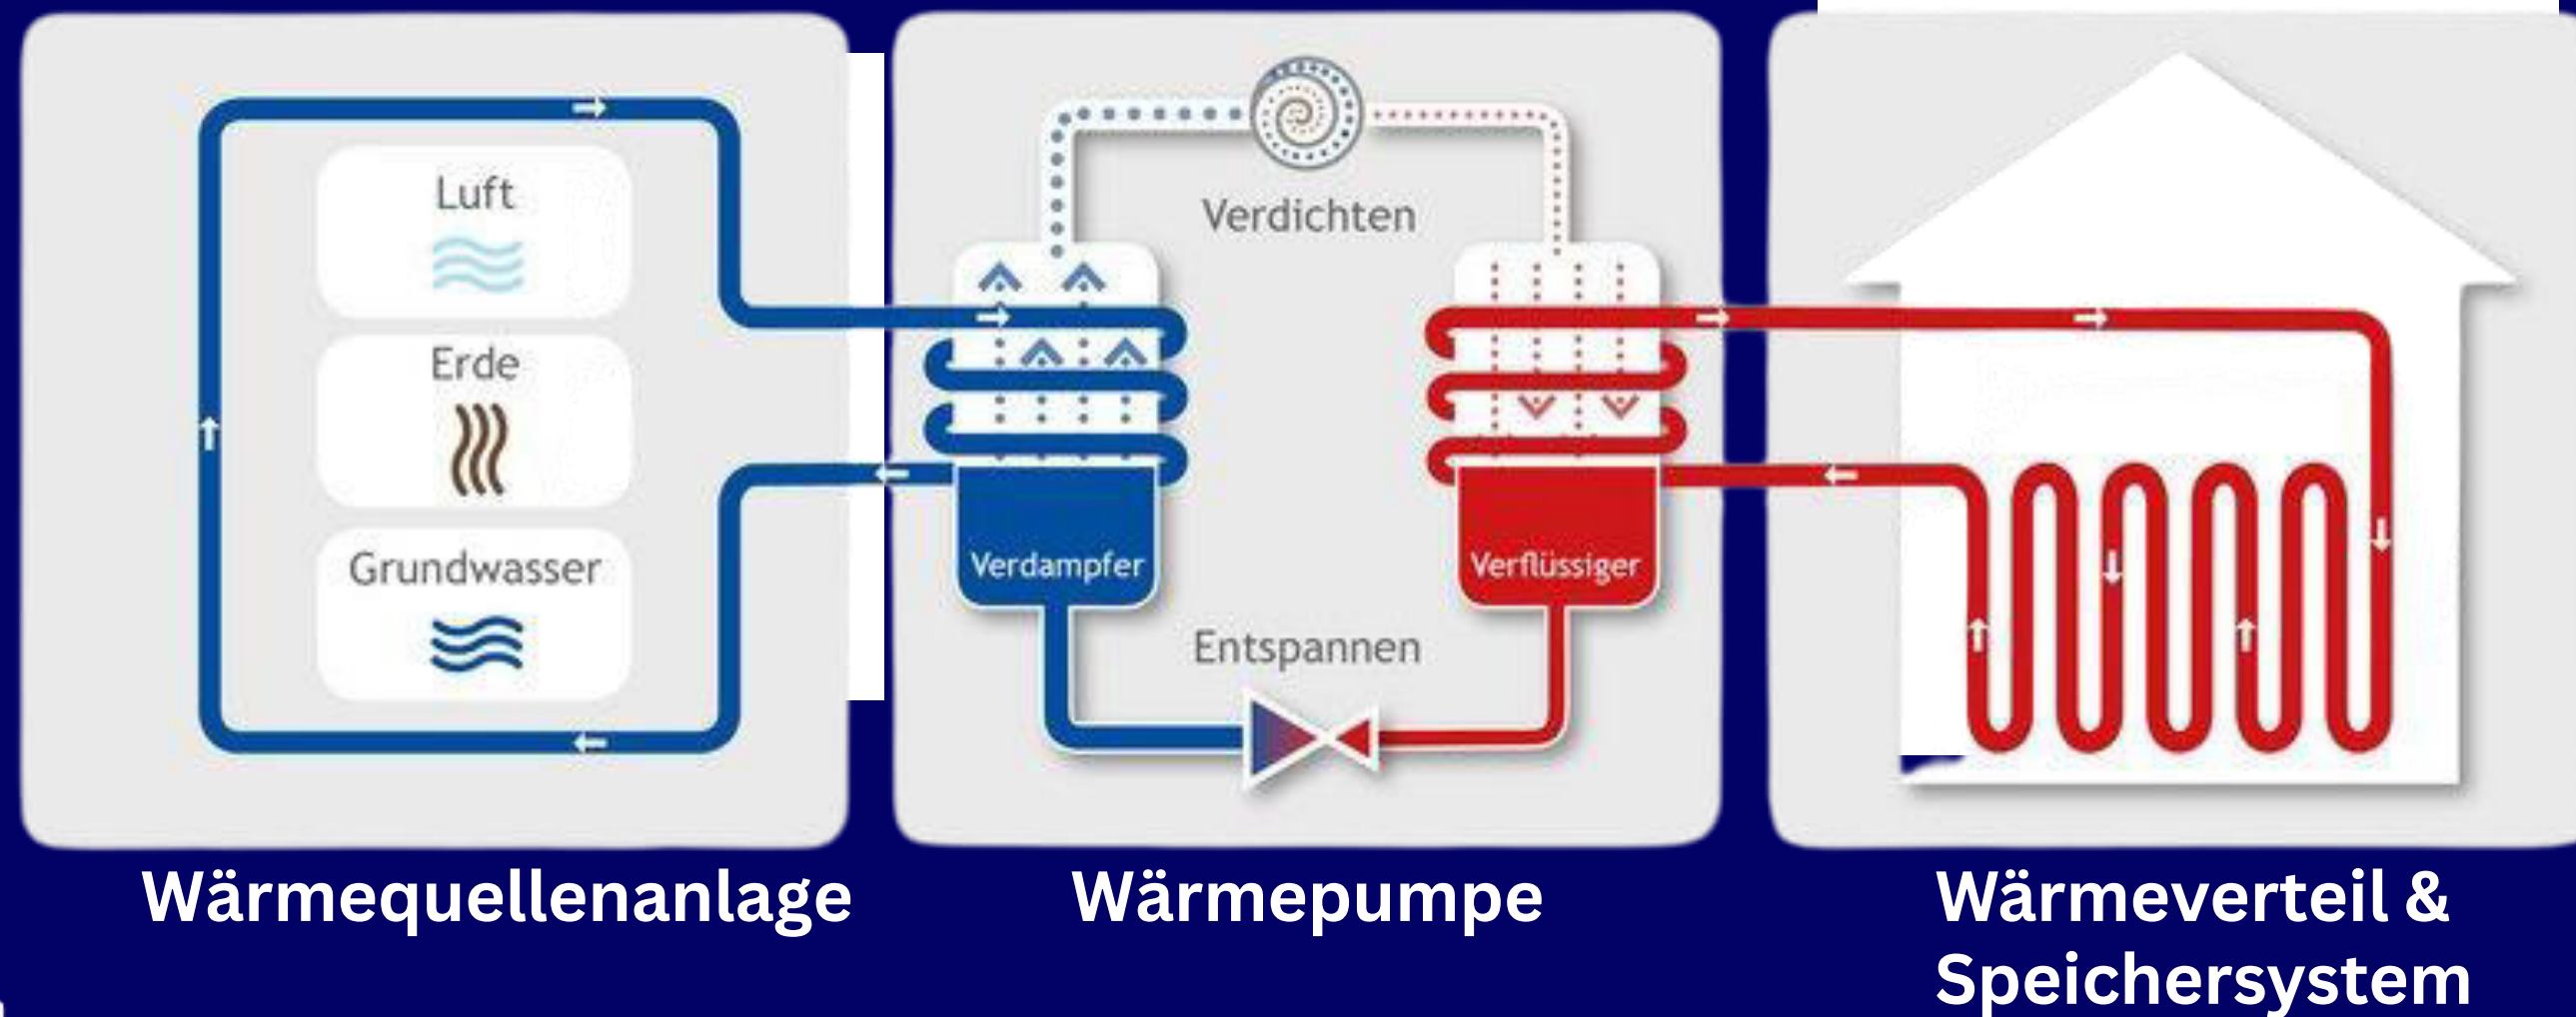 Luft
Erde
Grundwasser
Verdichten
Verdampfer
Verflüssiger
Entspannen
Wärmequellenanlage
Wärmepumpe
Wärmeverteil &
Speichersystem